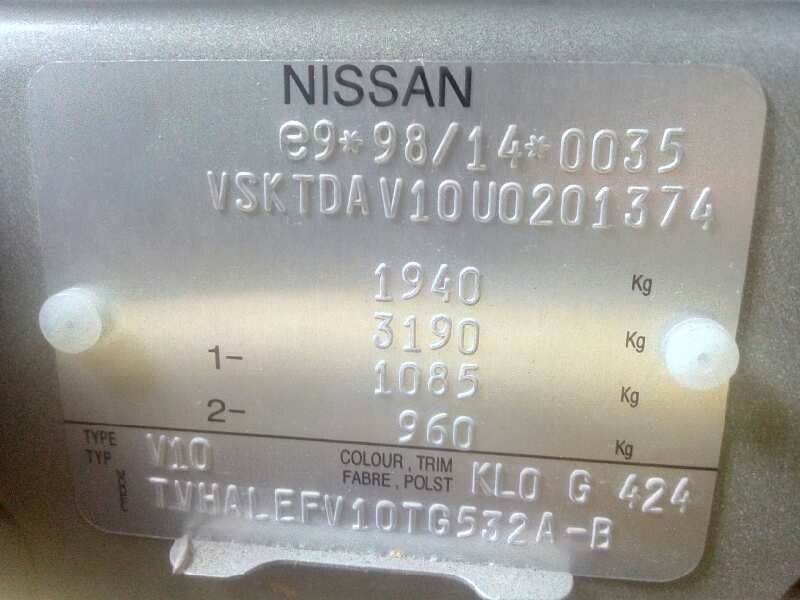 NISSAN
e9*98/14*0035
VSKTDAV10U0201374
1940 Kg
3190 Kg
1- 1085 Kg
2- 960 Kg
TYPE TYP V10 COLOUR, TRIM FABRE, POLST KL0 G 424
TVHALEFV10TG532A-B